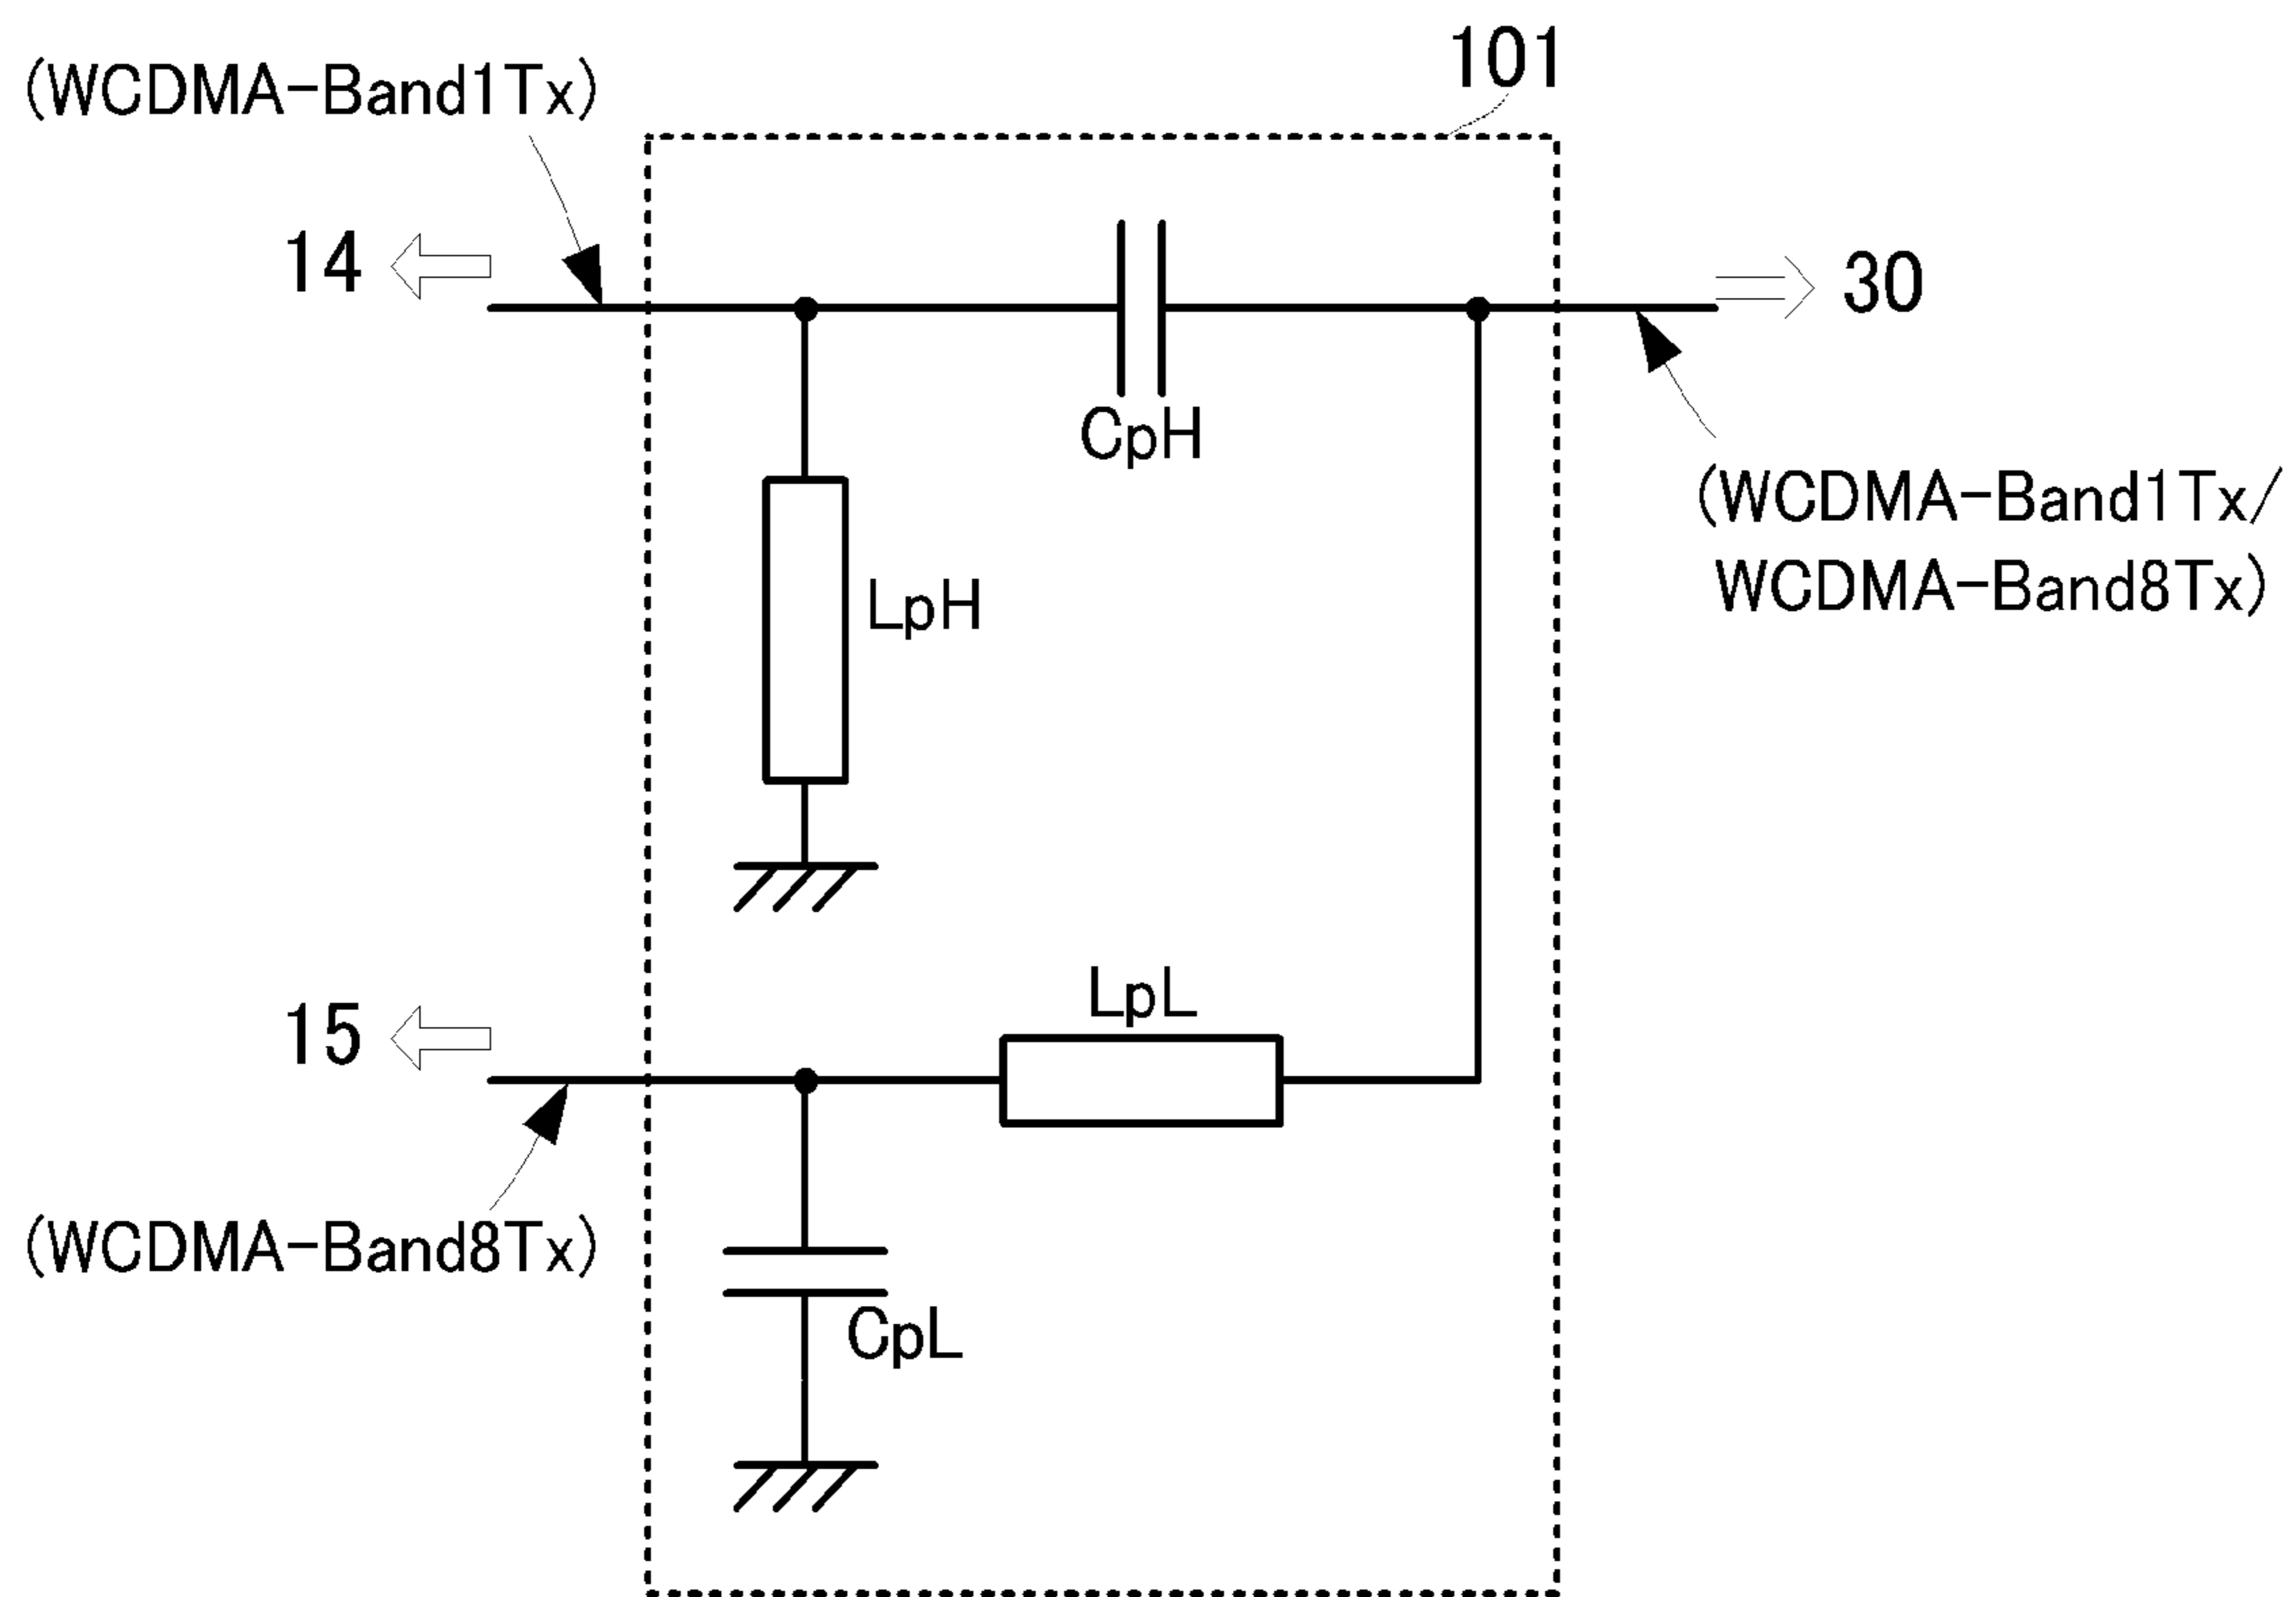 101
(WCDMA-Band1Tx)
14
30
CpH
(WCDMA-Band1Tx/
WCDMA-Band8Tx)
LpH
LpL
15
(WCDMA-Band8Tx)
CpL